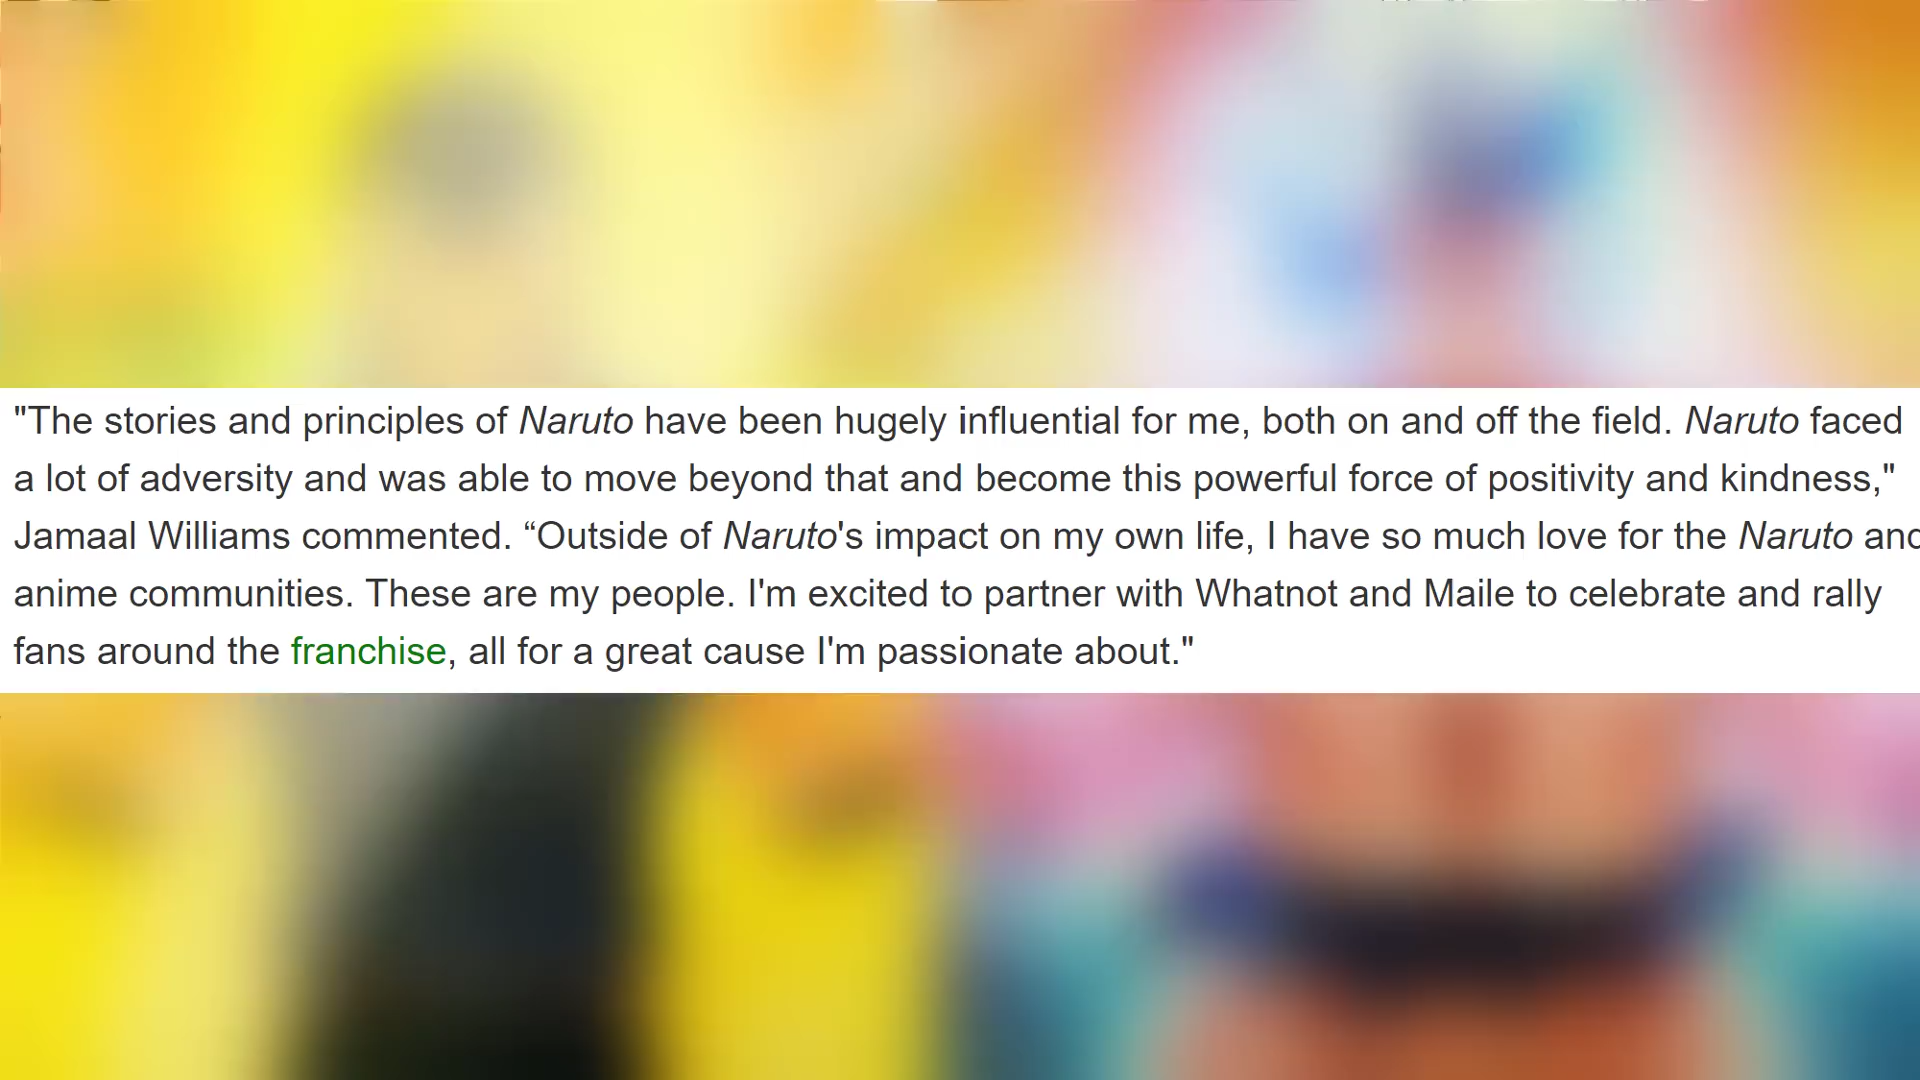 "The stories and principles of Naruto have been hugely influential for me, both on and off the field. Naruto faced
a lot of adversity and was able to move beyond that and become this powerful force of positivity and kindness,"
Jamaal Williams commented. “Outside of Naruto's impact on my own life, I have so much love for the Naruto and
anime communities. These are my people. I'm excited to partner with Whatnot and Maile to celebrate and rally
fans around the franchise, all for a great cause I'm passionate about."